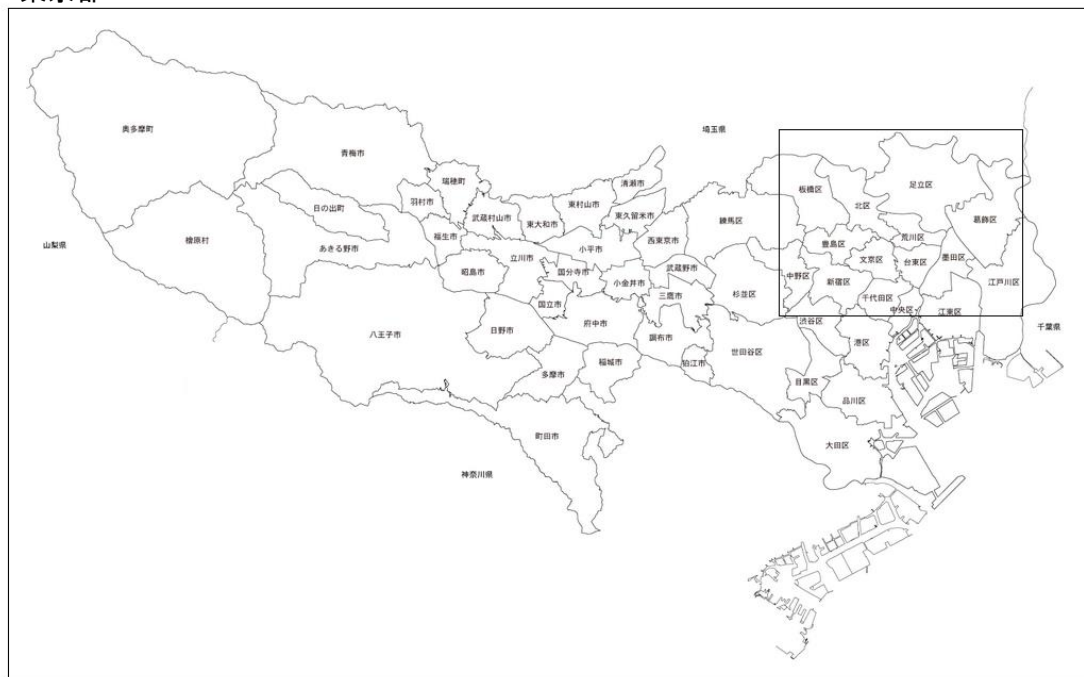 奥多摩町
埼玉県
青梅市
瑞穂町
清瀬市
板橋区
足立区
北区
羽村市
日の出町
東村山市
東久留米市
武蔵村山市
東大和市
練馬区
葛飾区
山梨県
檜原村
あきる野市
福生市
小平市
西東京市
豊島区
荒川区
文京区
台東区
墨田区
立川市
昭島市
国分寺市
武蔵野市
中野区
小金井市
新宿区
江戸川区
杉並区
三鷹市
千代田区
国立市
中央区
江東区
八王子市
日野市
府中市
渋谷区
千葉県
調布市
港区
世田谷区
稲城市
狛江市
多摩市
目黒区
品川区
町田市
大田区
神奈川県